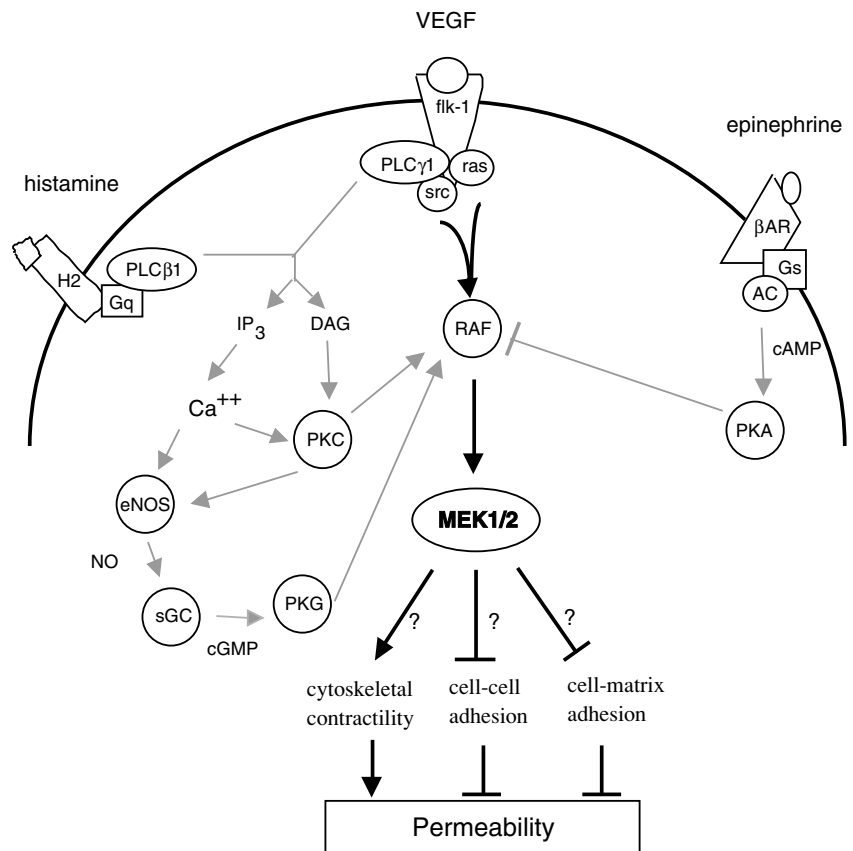 VEGF
flk-1
epinephrine
PLCγ1
ras
src
histamine
βAR
H2
PLCβ1
Gq
Gs
AC
IP3
DAG
RAF
cAMP
Ca++
PKC
PKA
eNOS
MEK1/2
NO
sGC
PKG
cGMP
? ? ?
cytoskeletal
contractility
cell-cell
adhesion
cell-matrix
adhesion
Permeability